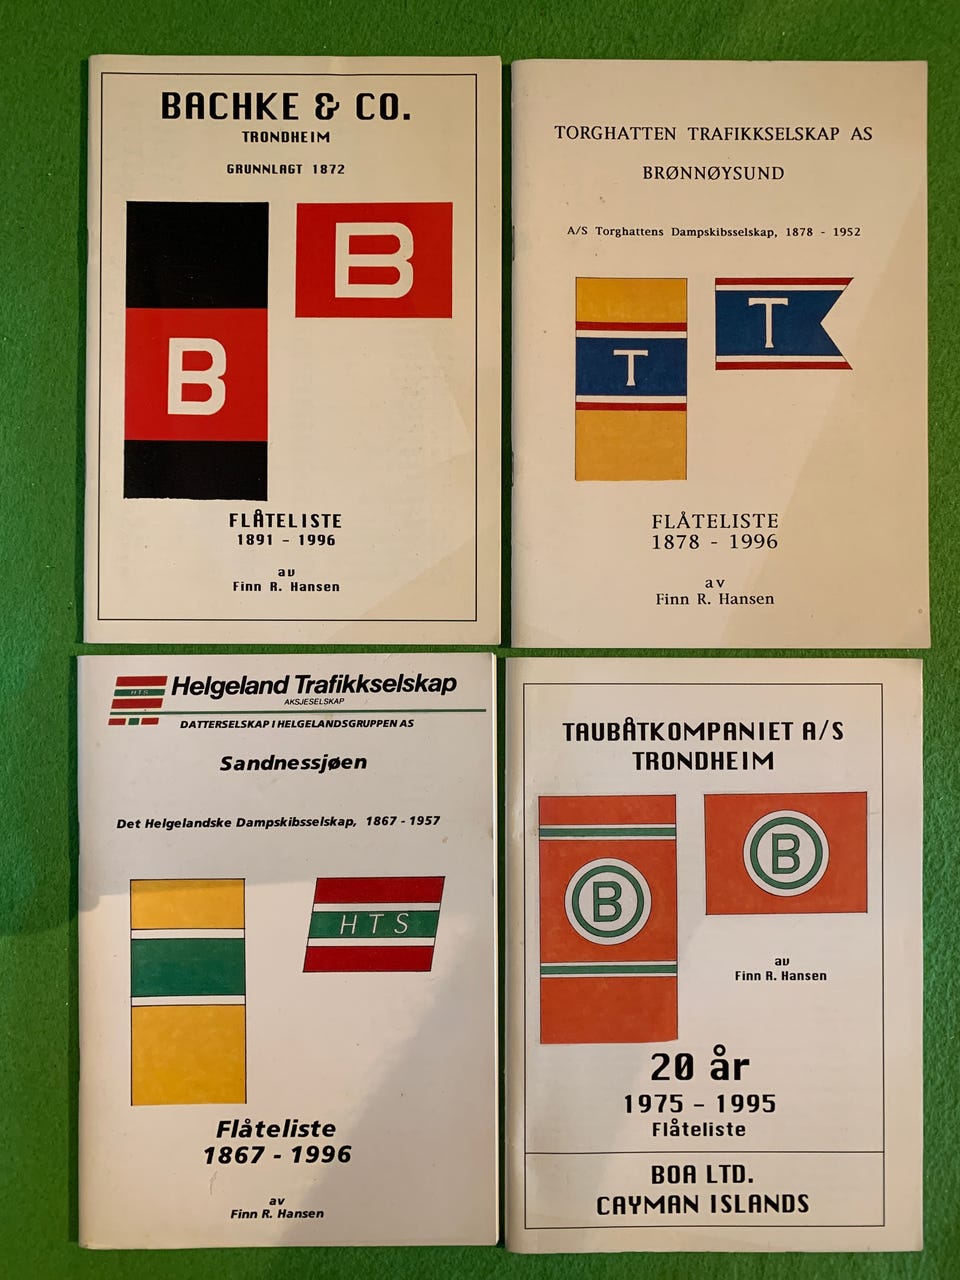 BACHKE & CO.
TRONDHEIM
GRUNNLAGT 1872
B
B
FLÅTELISTE
1891 - 1996
av
Finn R. Hansen
TORGHATTEN TRAFIKKSELSKAP AS
BRØNNØYSUND
A/S Torghattens Dampskibsselskap, 1878 - 1952
T
T
FLÅTELISTE
1878 - 1996
av
Finn R. Hansen
HTS
Helgeland Trafikkselskap
AKSJESELSKAP
DATTERSELSKAP I HELGELANDSGRUPPEN AS
Sandnessjøen
Det Helgelandske Dampskibsselskap, 1867 - 1957
HTS
Flåteliste
1867 - 1996
av
Finn R. Hansen
TAUBÅTKOMPANIET A/S
TRONDHEIM
B
B
av
Finn R. Hansen
20 år
1975 - 1995
Flåteliste
BOA LTD.
CAYMAN ISLANDS